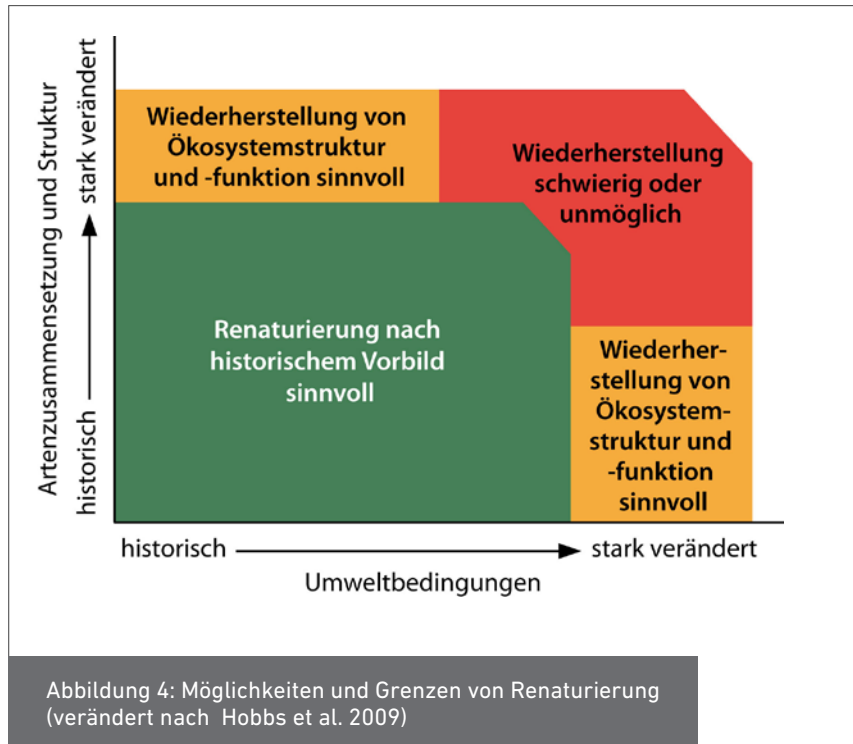 Artenzusammensetzung und Struktur
historisch
stark verändert
Wiederherstellung von
Ökosystemstruktur
und -funktion sinnvoll
Wiederherstellung
schwierig oder
unmöglich
Renaturierung nach
historischem Vorbild
sinnvoll
Wiederher-
stellung von
Ökosystem-
struktur und
-funktion
sinnvoll
historisch
stark verändert
Umweltbedingungen
Abbildung 4: Möglichkeiten und Grenzen von Renaturierung
(verändert nach Hobbs et al. 2009)